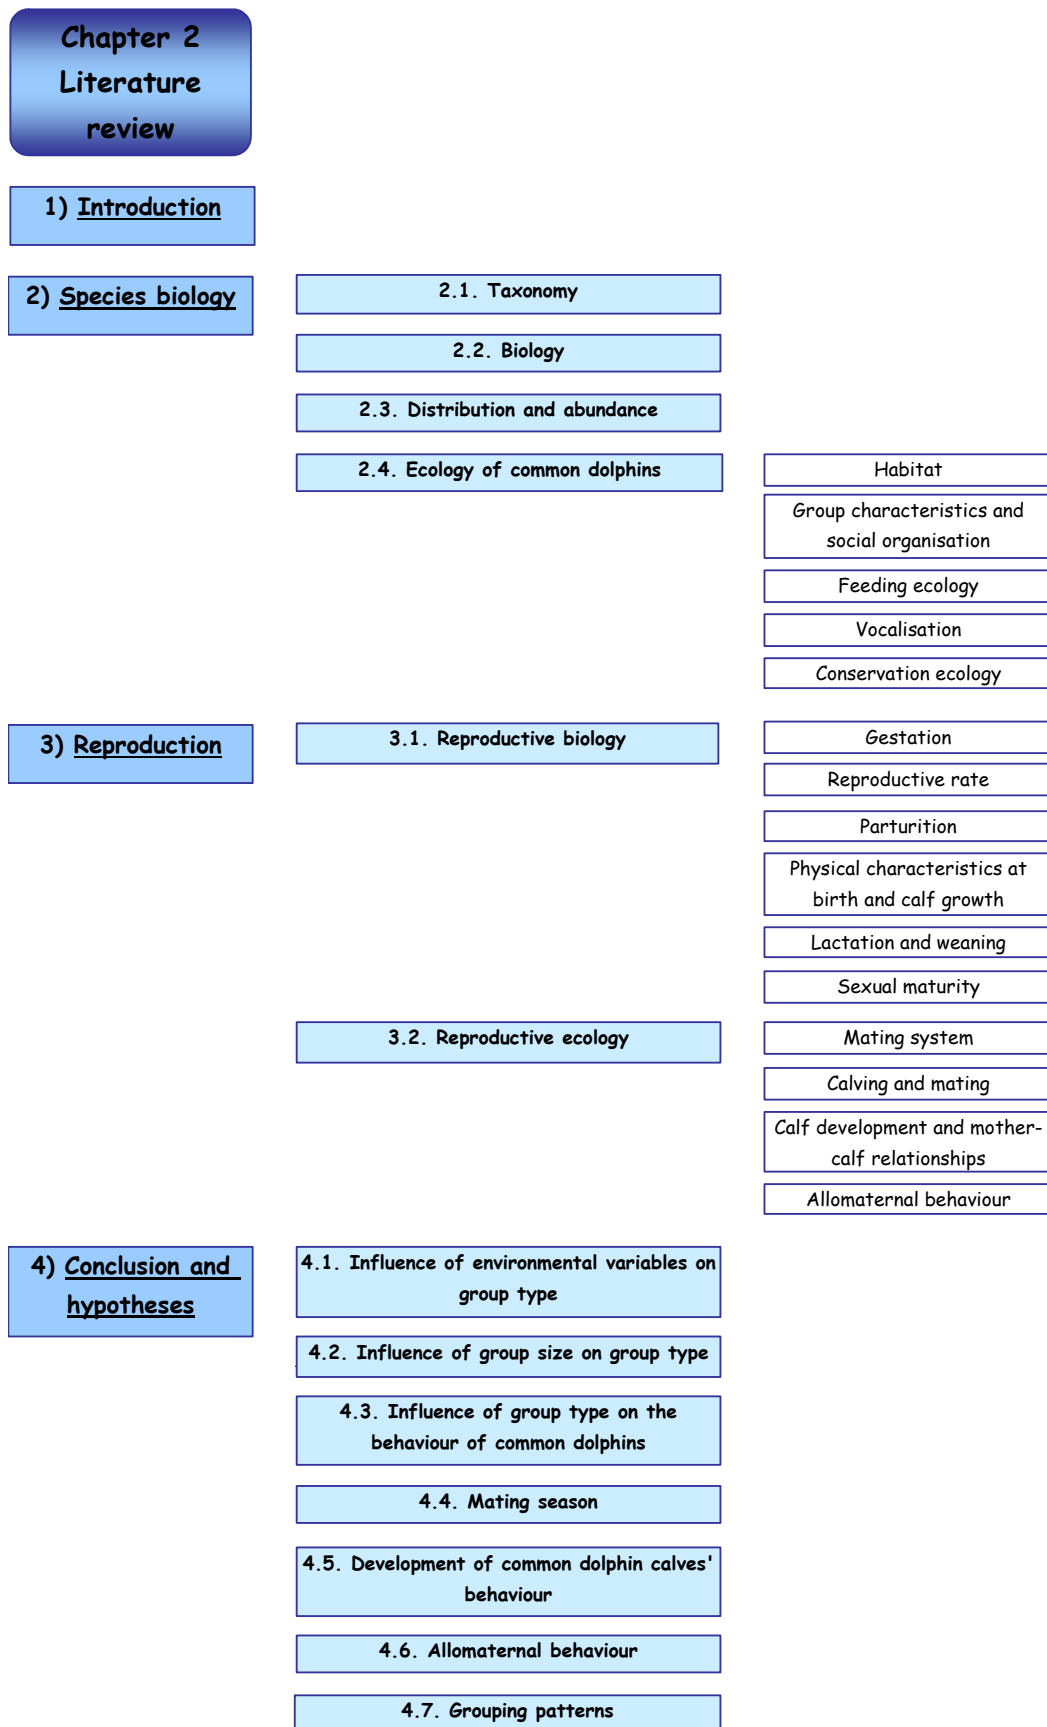 Chapter 2
Literature
review
1) Introduction
2) Species biology
2.1. Taxonomy
2.2. Biology
2.3. Distribution and abundance
2.4. Ecology of common dolphins
Habitat
Group characteristics and
social organisation
Feeding ecology
Vocalisation
Conservation ecology
3) Reproduction
3.1. Reproductive biology
Gestation
Reproductive rate
Parturition
Physical characteristics at
birth and calf growth
Lactation and weaning
Sexual maturity
3.2. Reproductive ecology
Mating system
Calving and mating
Calf development and mother-
calf relationships
Allomaternal behaviour
4) Conclusion and
hypotheses
4.1. Influence of environmental variables on
group type
4.2. Influence of group size on group type
4.3. Influence of group type on the
behaviour of common dolphins
4.4. Mating season
4.5. Development of common dolphin calves'
behaviour
4.6. Allomaternal behaviour
4.7. Grouping patterns